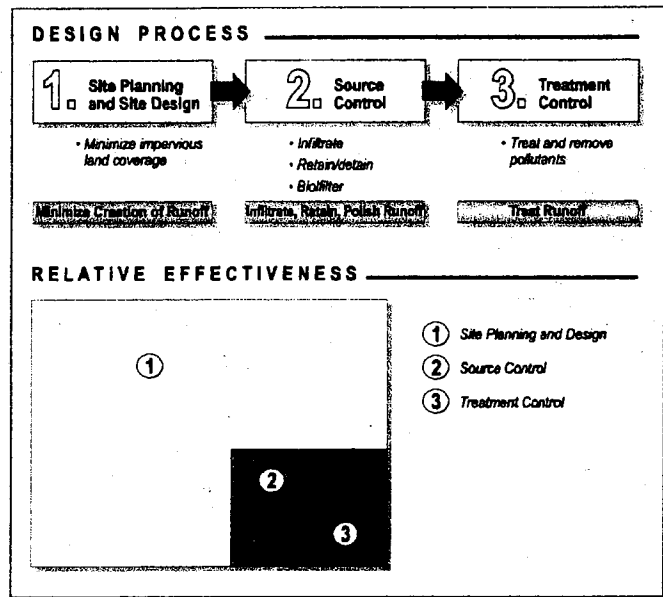 DESIGN PROCESS
1. Site Planning
and Site Design
2. Source
Control
3. Treatment
Control
• Minimize impervious
land coverage
• Infiltrate
• Retain/detain
• Biolfilter
• Treat and remove
pollutants
Minimize Creation of Runoff
Infiltrate, Retain, Polish Runoff
Treat Runoff
RELATIVE EFFECTIVENESS
1
2
3
1 Site Planning and Design
2 Source Control
3 Treatment Control